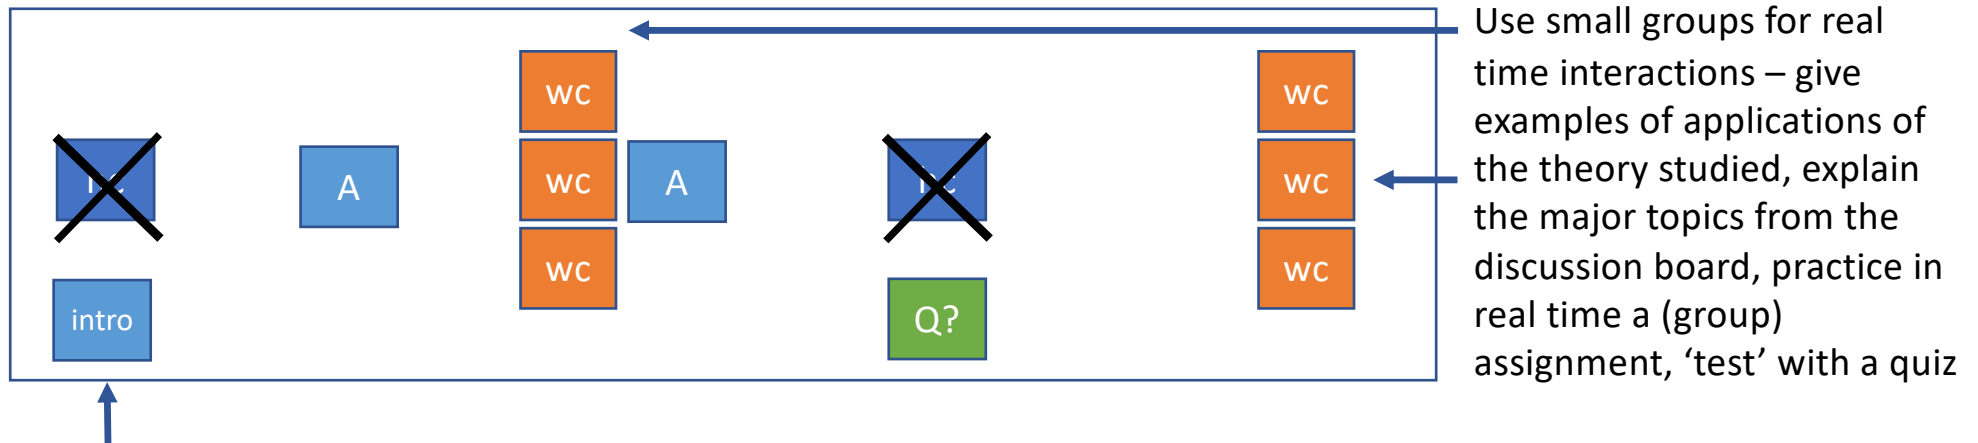 wc
wc
wc
A
wc
A
wc
wc
wc
intro
Q?
Use small groups for real
time interactions – give
examples of applications of
the theory studied, explain
the major topics from the
discussion board, practice in
real time a (group)
assignment, ‘test’ with a quiz